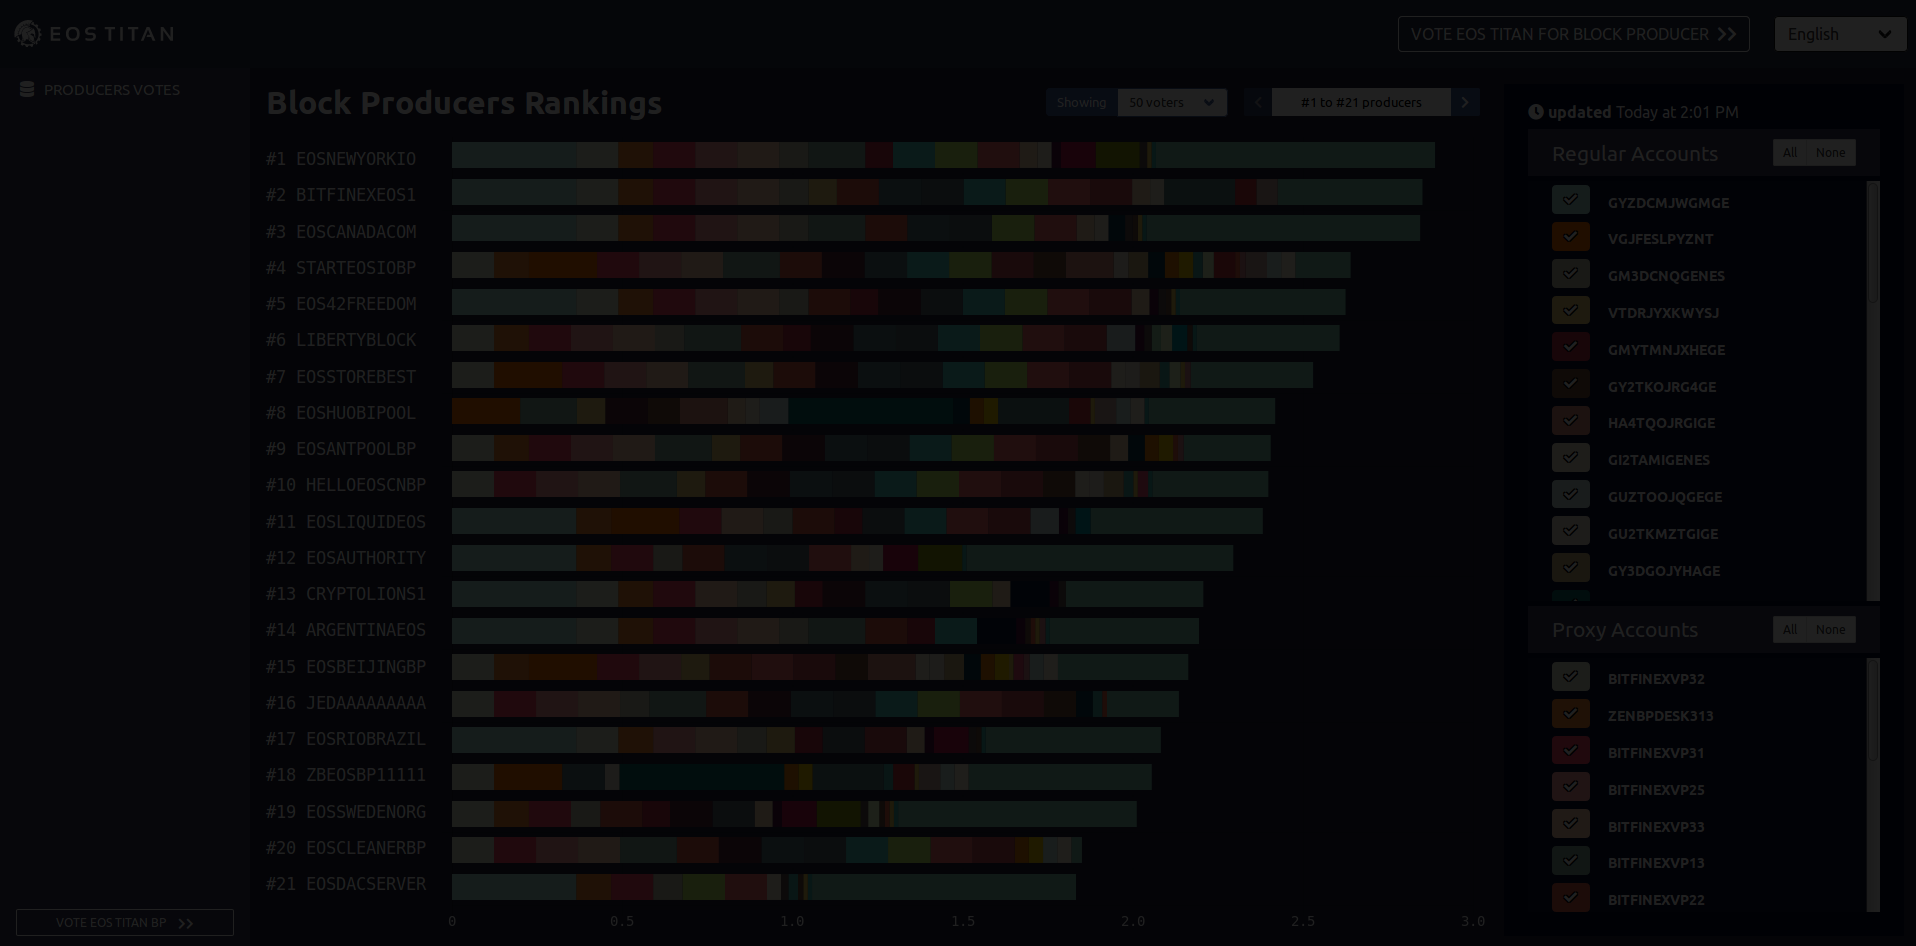 EOS TITAN
VOTE EOS TITAN FOR BLOCK PRODUCER
English
PRODUCERS VOTES
Block Producers Rankings
Showing
50 voters
#1 to #21 producers
#1 EOSNEWYORKIO
#2 BITFINEXEOS1
#3 EOSCANADACOM
#4 STARTEOSIOBP
#5 EOS42FREEDOM
#6 LIBERTYBLOCK
#7 EOSSTOREBEST
#8 EOSHUOBIPOOL
#9 EOSANTPOOLBP
#10 HELLOEOSCNBP
#11 EOSLIQUIDEOS
#12 EOSAUTHORITY
#13 CRYPTOLIONS1
#14 ARGENTINAEOS
#15 EOSBEIJINGBP
#16 JEDAAAAAAAAA
#17 EOSRIOBRAZIL
#18 ZBEOSBP11111
#19 EOSSWEDENORG
#20 EOSCLEANERBP
#21 EOSDACSERVER
0 0.5 1.0 1.5 2.0 2.5 3.0
VOTE EOS TITAN BP
updated Today at 2:01 PM
Regular Accounts
All None
GYZDCMJWGMGE
VGJFESLPYZNT
GM3DCNQGENES
VTDRJYXKWYSJ
GMYTMNJXHEGE
GY2TKOJRG4GE
HA4TQOJRGIGE
GI2TAMIGENES
GUZTOOJQGEGE
GU2TKMZTGIGE
GY3DGOJYHAGE
Proxy Accounts
All None
BITFINEXVP32
ZENBPDESK313
BITFINEXVP31
BITFINEXVP25
BITFINEXVP33
BITFINEXVP13
BITFINEXVP22